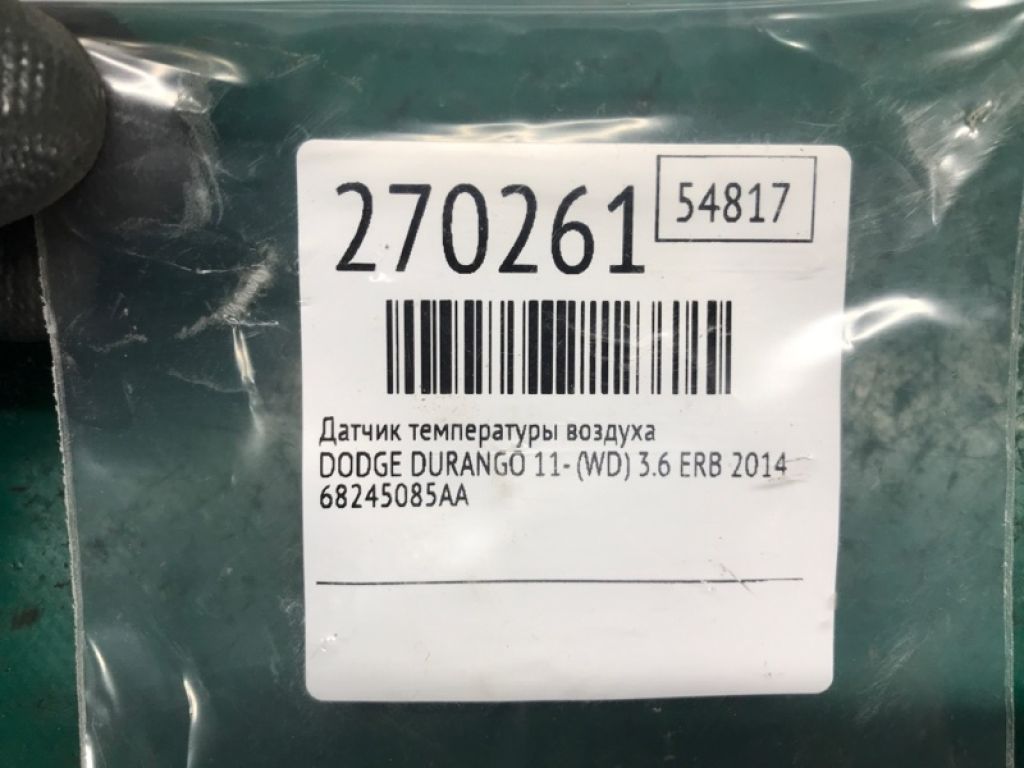 270261
54817
Датчик температуры воздуха
DODGE DURANGO 11- (WD) 3.6 ERB 2014
68245085AA